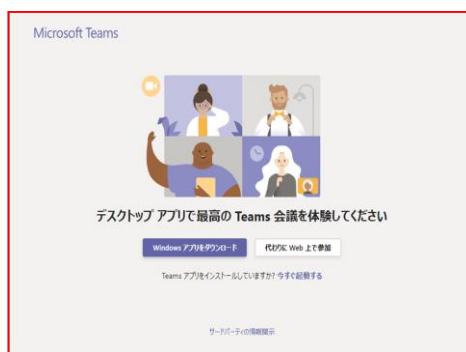 Microsoft Teams
デスクトップ アプリで最高の Teams 会議を体験してください
Windows アプリをダウンロード
代わりに Web 上で参加
Teams アプリをインストールしていますか? 今すぐ起動する
サードパーティの情報開示